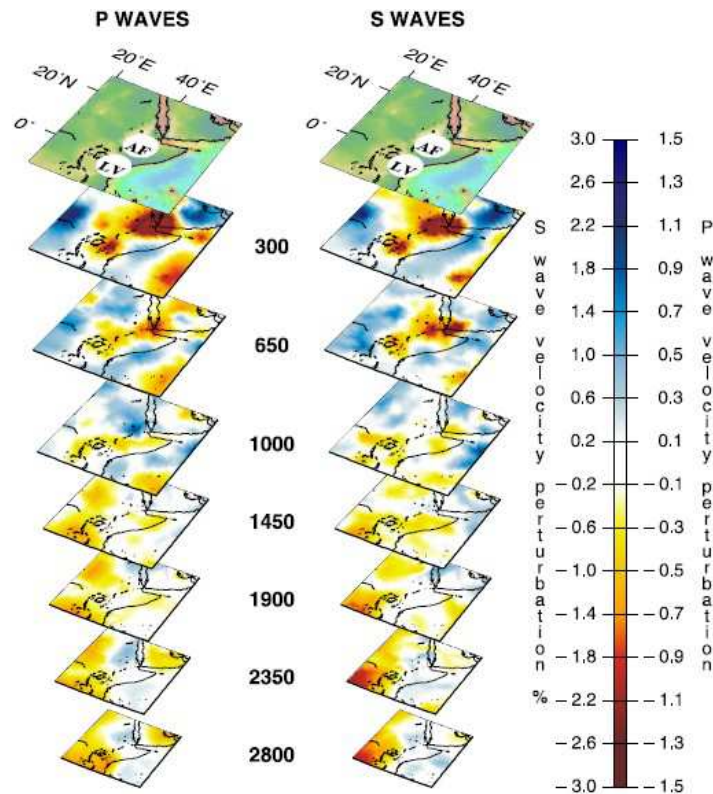 P WAVES
S WAVES
20°N
20°E
40°E
0°
AF
LV
20°N
20°E
40°E
0°
AF
LV
300
650
1000
1450
1900
2350
2800
3.0 1.5
2.6 1.3
2.2 1.1
1.8 0.9
1.4 0.7
1.0 0.5
0.6 0.3
0.2 0.1
−0.2 −0.1
−0.6 −0.3
−1.0 −0.5
−1.4 −0.7
−1.8 −0.9
−2.2 −1.1
−2.6 −1.3
−3.0 −1.5
S wave velocity perturbation %
P wave velocity perturbation